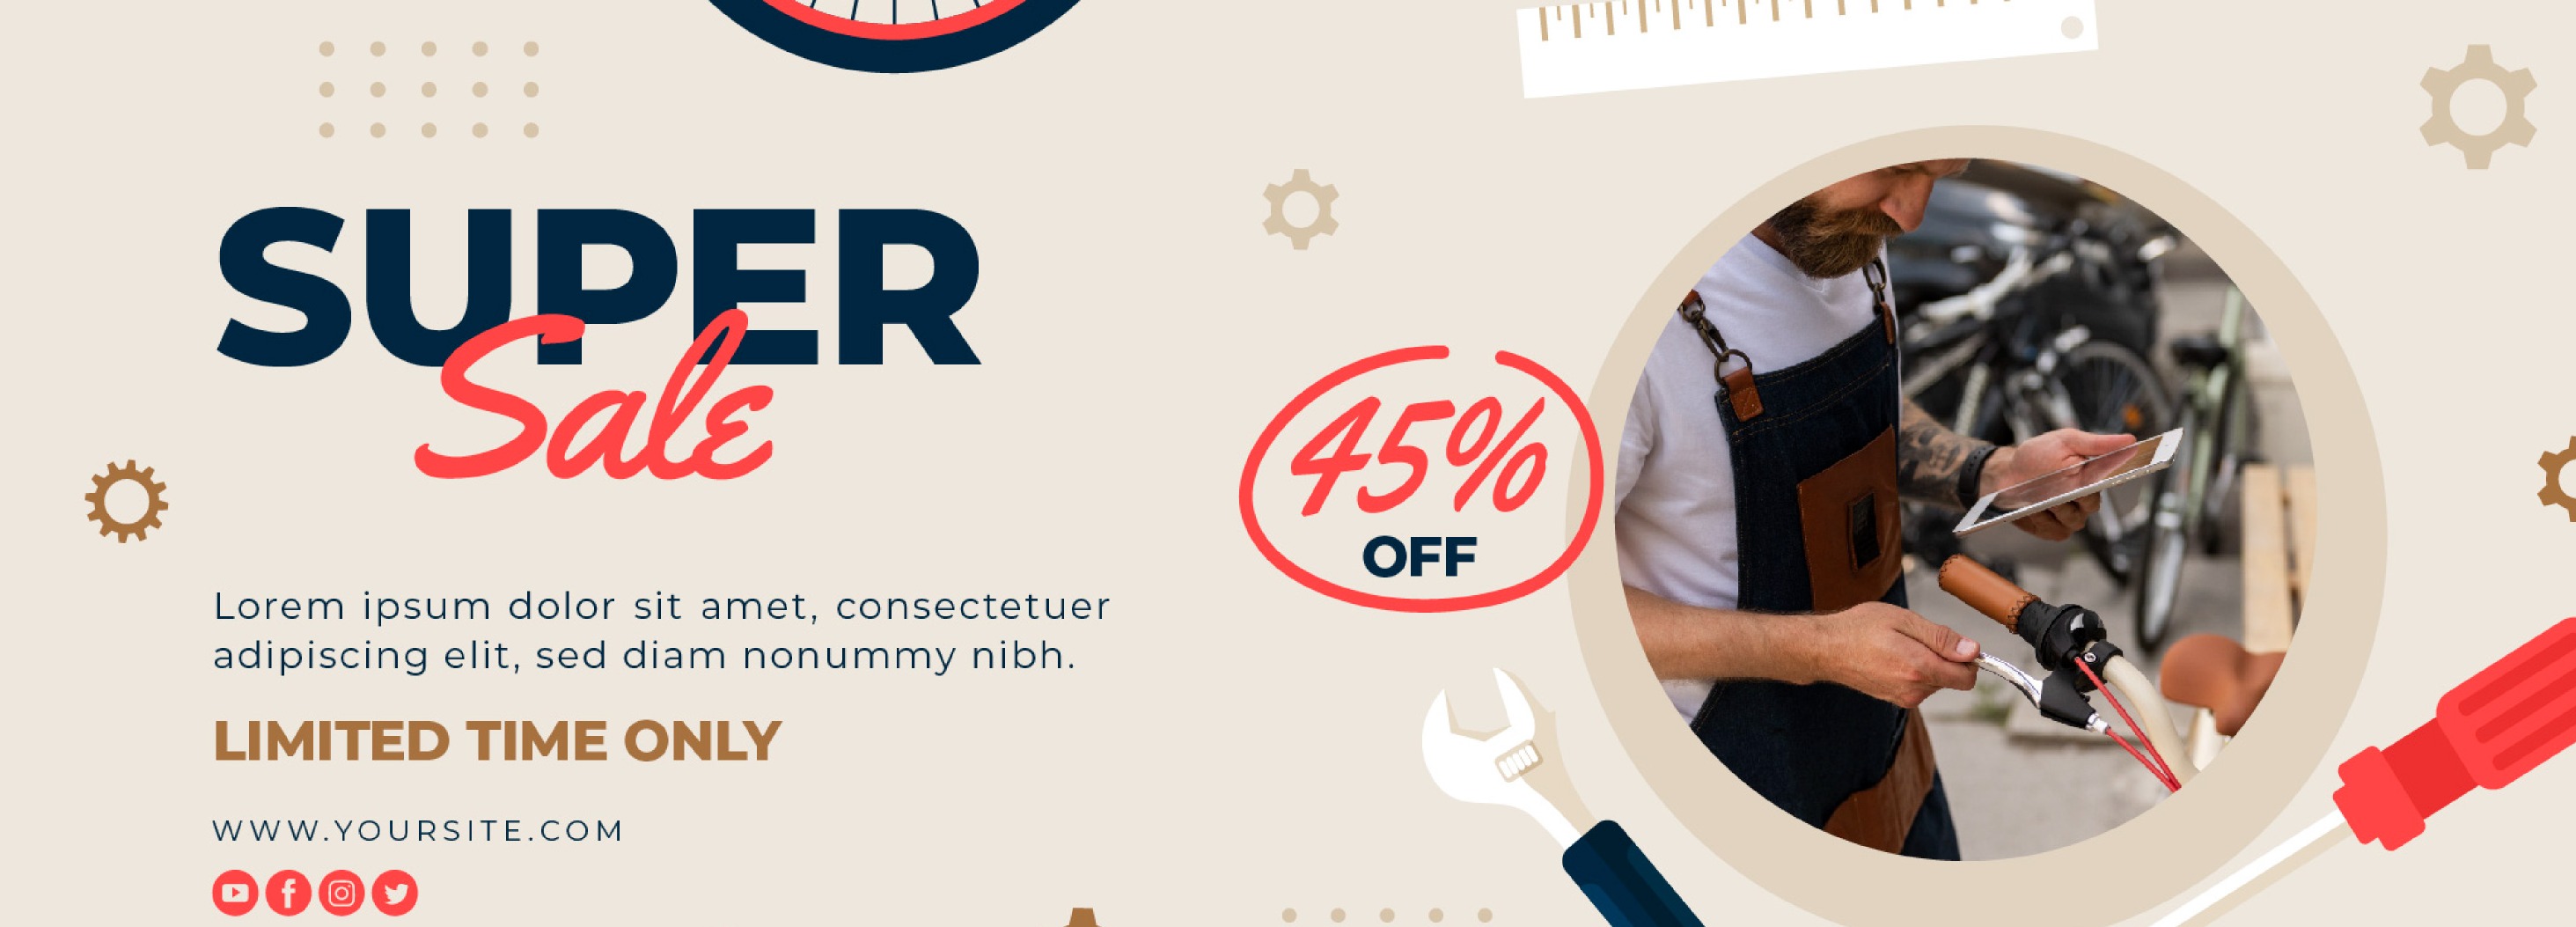 SUPER
Sale
Lorem ipsum dolor sit amet, consectetuer
adipiscing elit, sed diam nonummy nibh.
LIMITED TIME ONLY
WWW.YOURSITE.COM
45%
OFF